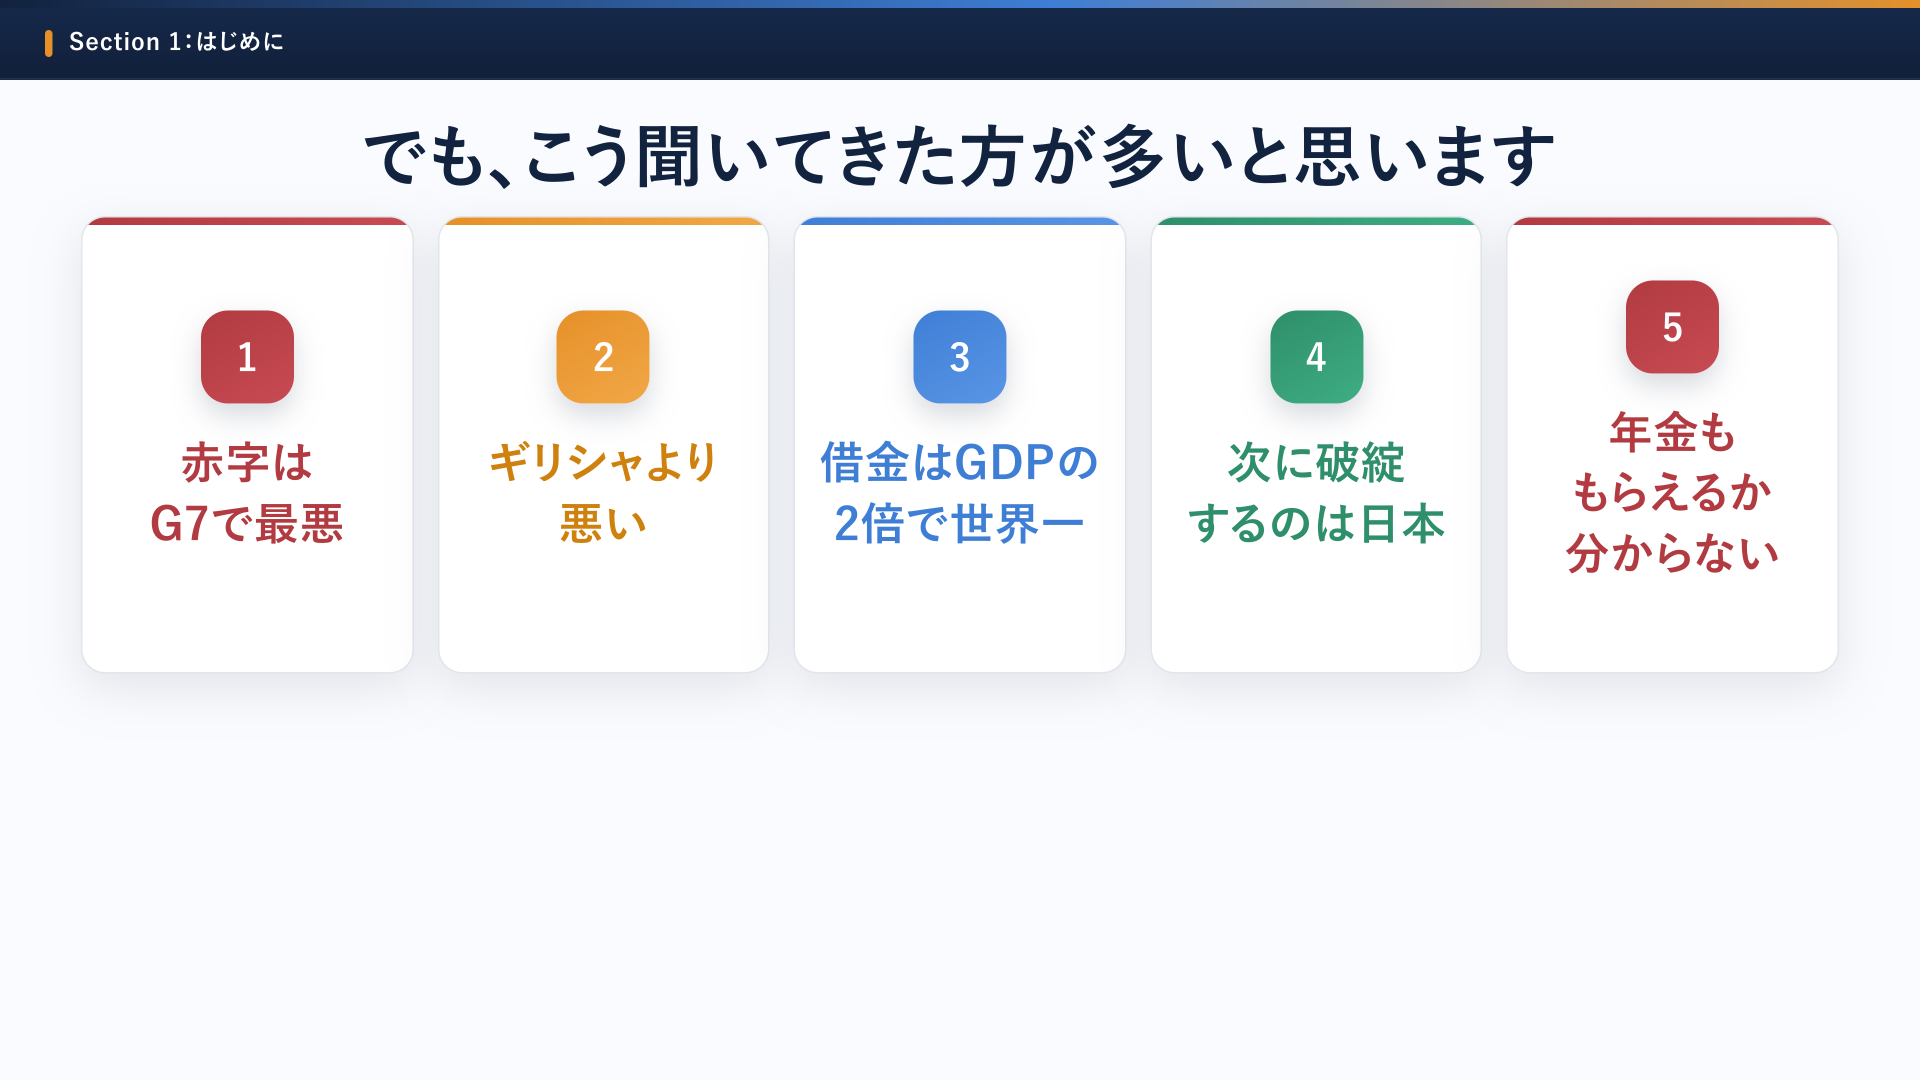 Section 1:はじめに
でも、こう聞いてきた方が多いと思います
1
赤字は
G7で最悪
2
ギリシャより
悪い
3
借金はGDPの
2倍で世界一
4
次に破綻
するのは日本
5
年金も
もらえるか
分からない